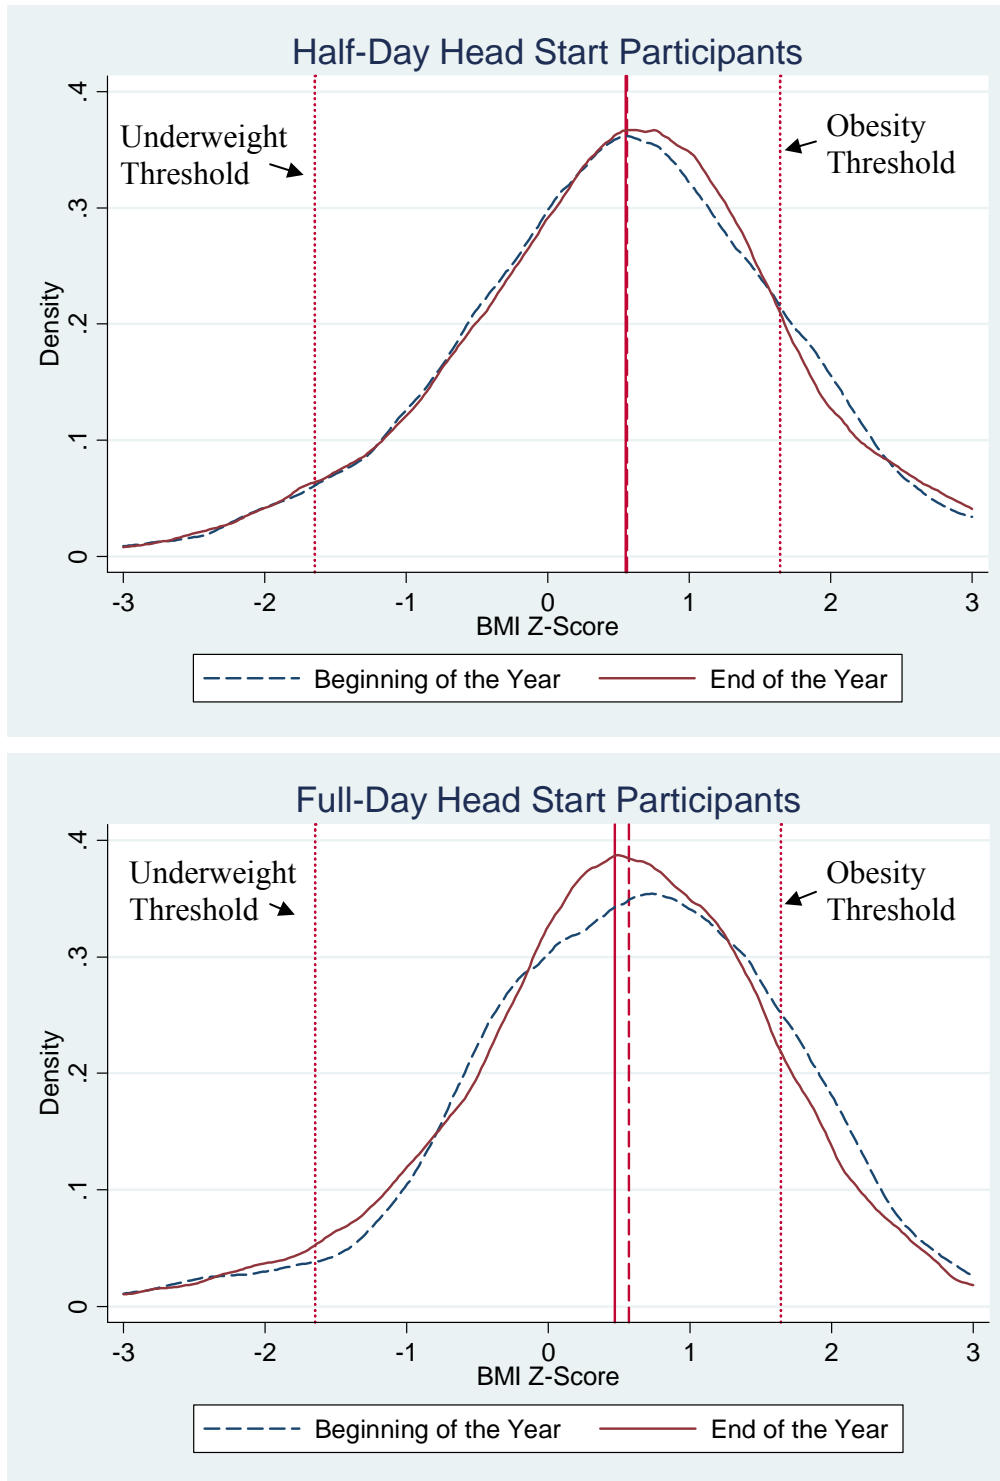 Half-Day Head Start Participants
Underweight
Threshold
Obesity
Threshold
.4
.3
.2
.1
0
Density
-3 -2 -1 0 1 2 3
BMI Z-Score
Beginning of the Year End of the Year
Full-Day Head Start Participants
Underweight
Threshold
Obesity
Threshold
.4
.3
.2
.1
0
Density
-3 -2 -1 0 1 2 3
BMI Z-Score
Beginning of the Year End of the Year